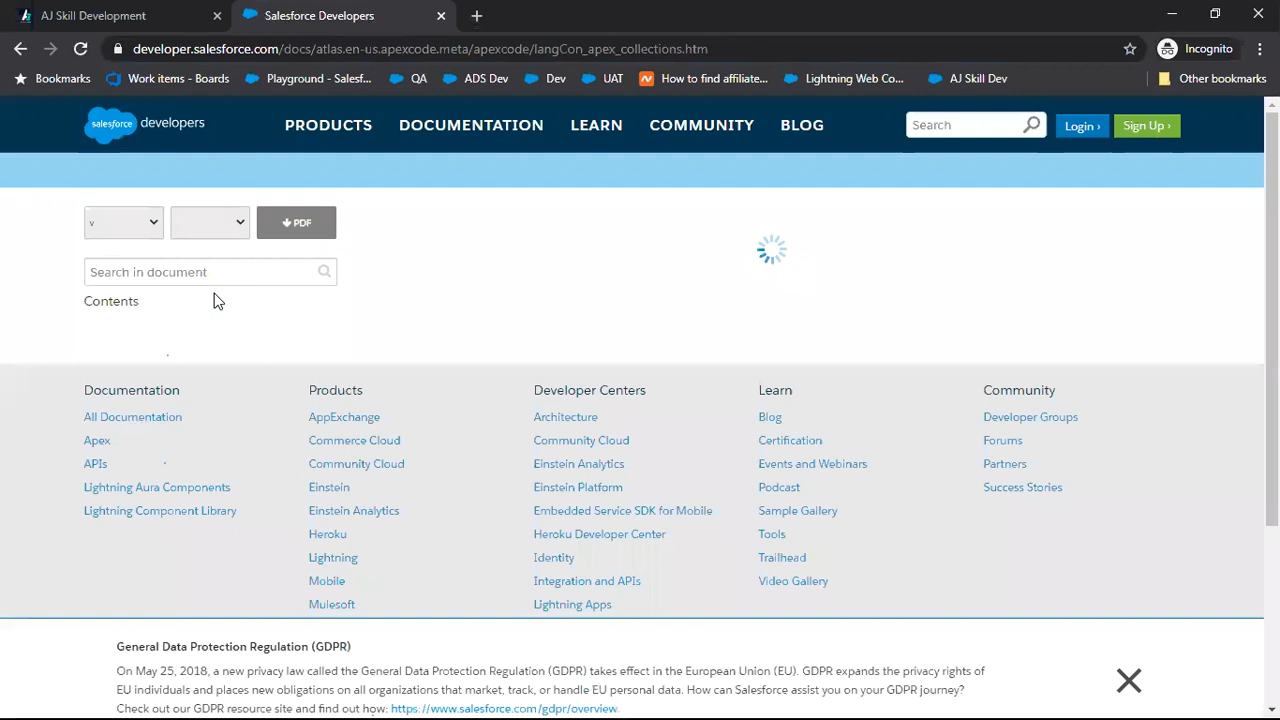 AJ Skill Development
Salesforce Developers
developer.salesforce.com/docs/atlas.en-us.apexcode.meta/apexcode/langCon_apex_collections.htm
Incognito
Bookmarks
Work items - Boards
Playground - Salesf...
QA
ADS Dev
Dev
UAT
How to find affiliate...
Lightning Web Co...
AJ Skill Dev
Other bookmarks
salesforce developers
PRODUCTS
DOCUMENTATION
LEARN
COMMUNITY
BLOG
Search
Login ›
Sign Up ›
v
PDF
Search in document
Contents
Documentation
All Documentation
Apex
APIs
Lightning Aura Components
Lightning Component Library
Products
AppExchange
Commerce Cloud
Community Cloud
Einstein
Einstein Analytics
Heroku
Lightning
Mobile
Mulesoft
Developer Centers
Architecture
Community Cloud
Einstein Analytics
Einstein Platform
Embedded Service SDK for Mobile
Heroku Developer Center
Identity
Integration and APIs
Lightning Apps
Learn
Blog
Certification
Events and Webinars
Podcast
Sample Gallery
Tools
Trailhead
Video Gallery
Community
Developer Groups
Forums
Partners
Success Stories
General Data Protection Regulation (GDPR)
On May 25, 2018, a new privacy law called the General Data Protection Regulation (GDPR) takes effect in the European Union (EU). GDPR expands the privacy rights of
EU individuals and places new obligations on all organizations that market, track, or handle EU personal data. How can Salesforce assist you on your GDPR journey?
Check out our GDPR resource site and find out how: https://www.salesforce.com/gdpr/overview.